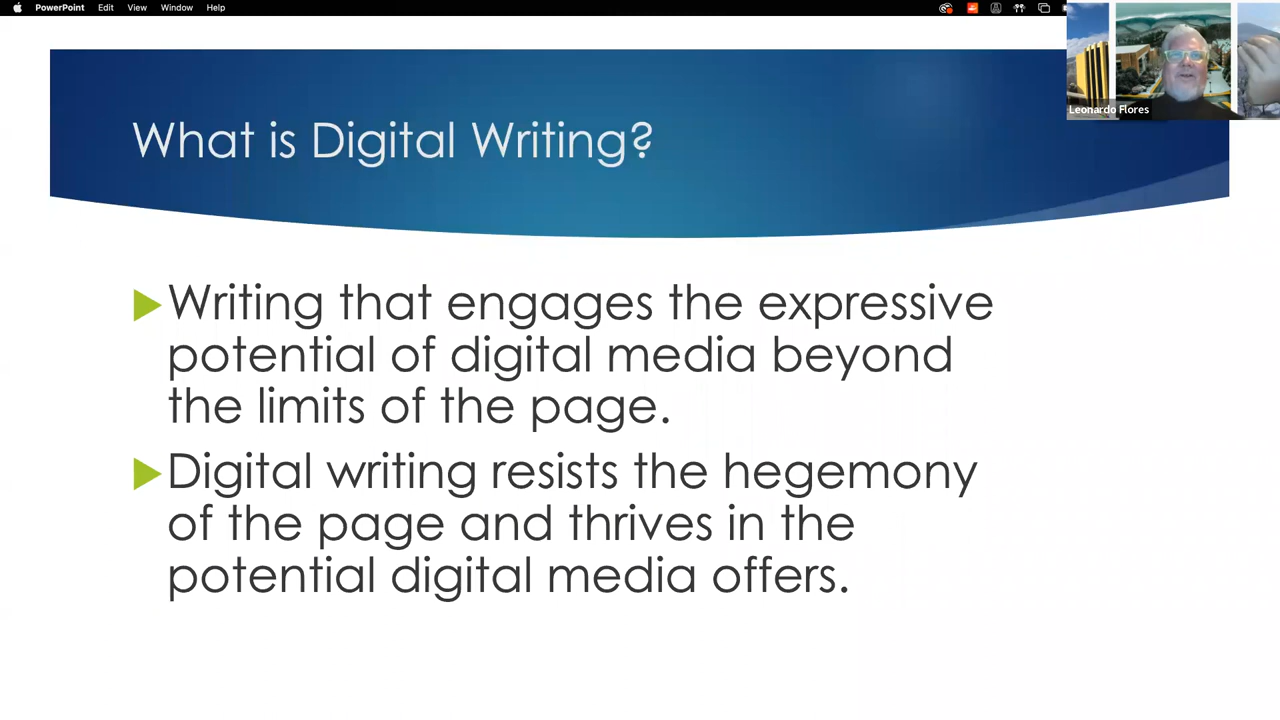 PowerPoint Edit View Window Help
Leonardo Flores
What is Digital Writing?
Writing that engages the expressive
potential of digital media beyond
the limits of the page.
Digital writing resists the hegemony
of the page and thrives in the
potential digital media offers.